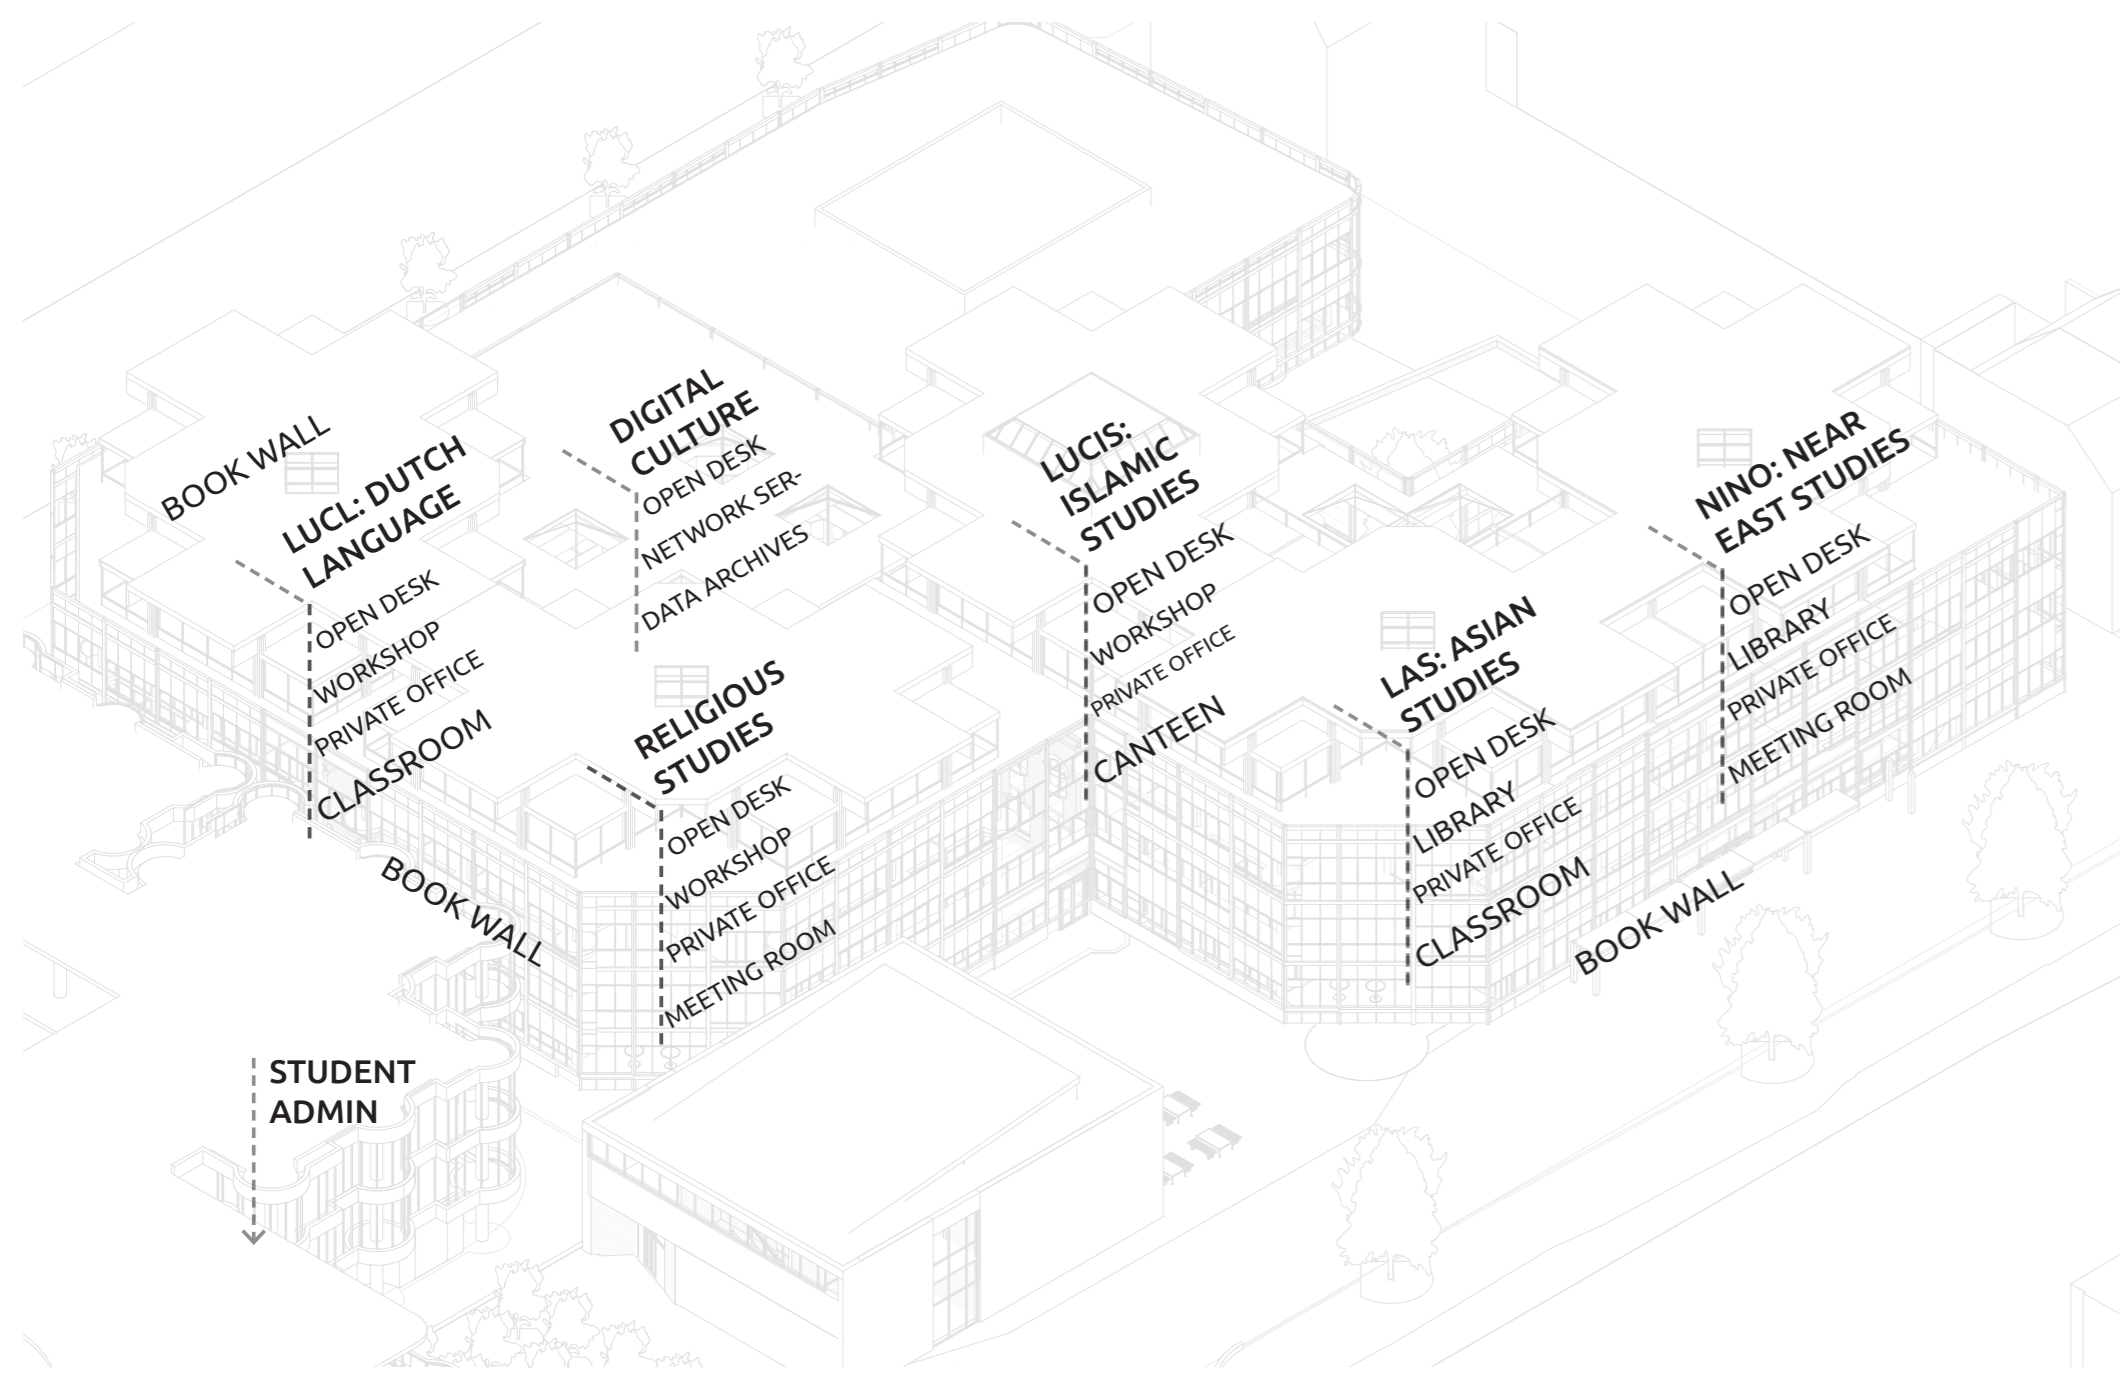 BOOK WALL
LUCL: DUTCH
LANGUAGE
OPEN DESK
WORKSHOP
PRIVATE OFFICE
CLASSROOM
DIGITAL
CULTURE
OPEN DESK
NETWORK SER-
DATA ARCHIVES
RELIGIOUS
STUDIES
OPEN DESK
WORKSHOP
PRIVATE OFFICE
MEETING ROOM
BOOK WALL
LUCIS:
ISLAMIC
STUDIES
OPEN DESK
WORKSHOP
PRIVATE OFFICE
CANTEEN
LAS: ASIAN
STUDIES
OPEN DESK
LIBRARY
PRIVATE OFFICE
CLASSROOM
NINO: NEAR
EAST STUDIES
OPEN DESK
LIBRARY
PRIVATE OFFICE
MEETING ROOM
BOOK WALL
STUDENT
ADMIN